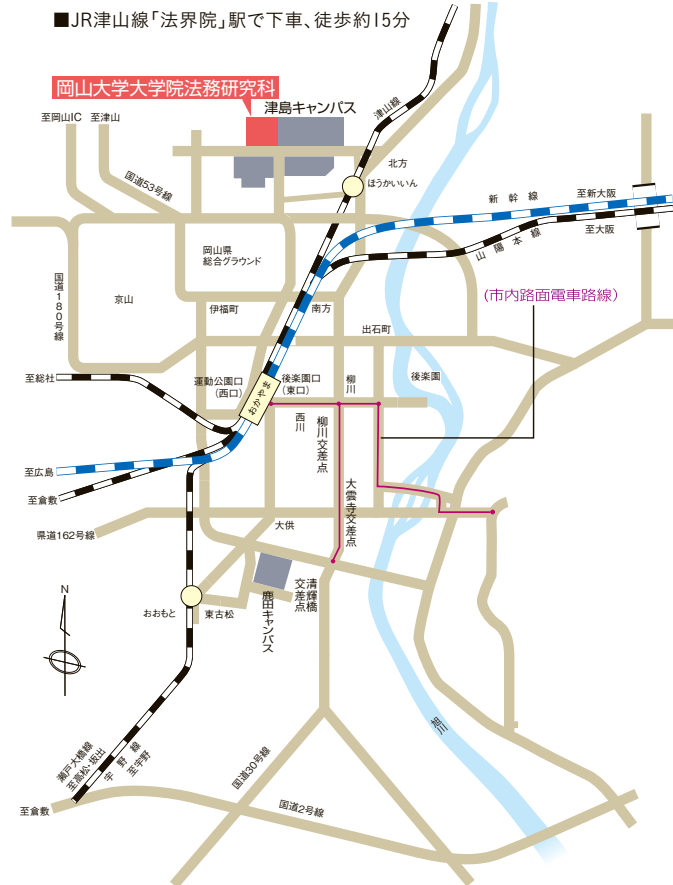 ■JR津山線「法界院」駅で下車、徒歩約15分
岡山大学大学院法務研究科
津島キャンパス
津山線
至岡山IC
至津山
北方
国道53号線
ほうかいいん
新幹線
至新大阪
至大阪
山陽本線
岡山県
総合グラウンド
国道180号線
京山
(市内路面電車路線)
伊福町
南方
出石町
至総社
運動公園口
(西口)
おかやま
後楽園口
(東口)
柳川
後楽園
西川
柳川交差点
至広島
至倉敷
大雲寺交差点
県道162号線
大供
清輝橋
交差点
鹿田キャンパス
N
おおもと
東古松
旭川
瀬戸大橋線
至高松・坂出
宇野線
至宇野
国道30号線
至倉敷
国道2号線